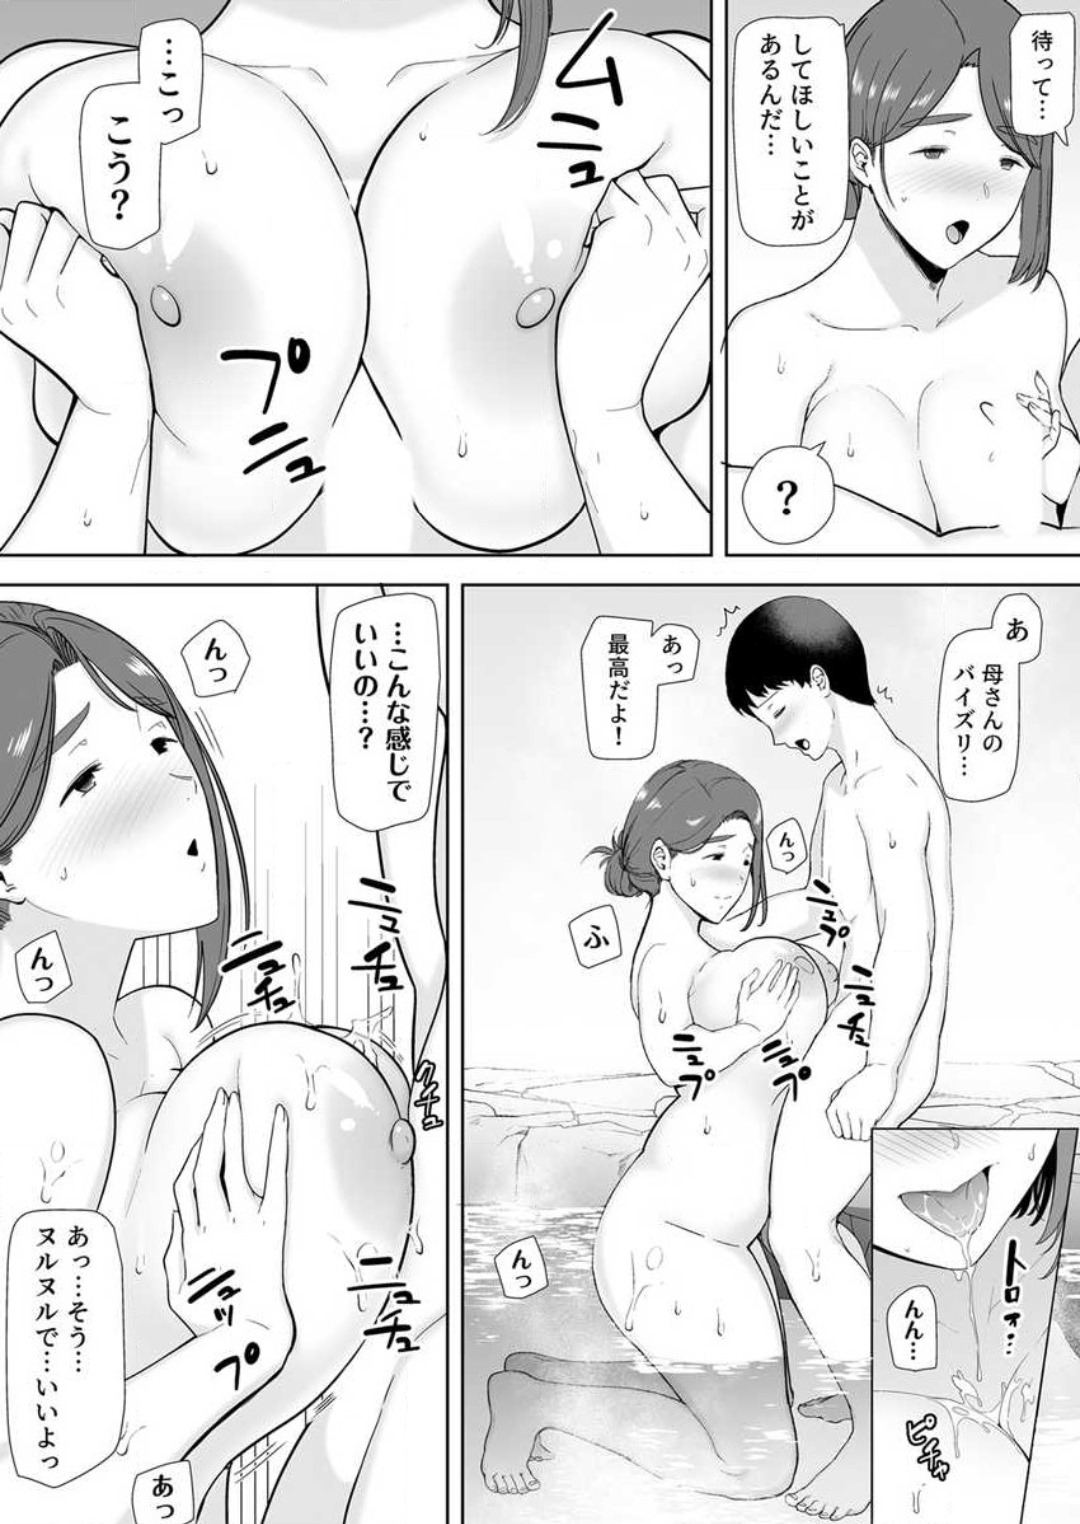 待って…
してほしいことが
あるんだ…
？
…こっ
こう？
ムニュ
プニュ
あ
母さんの
パイズリ…
あっ
最高だよ！
んっ
ふ
ニュプ
ニュチュ
ニュプ
ニュプ
んっ
トロォ…
んん…
ピチャ
…こんな感じで
いいの…？
んっ
んっ
ニュチュ
ニュチュ
クチュ
ニュチュ
ニュッ
プ
あっ…そう…
ヌルヌルで…いいよっ
あっ